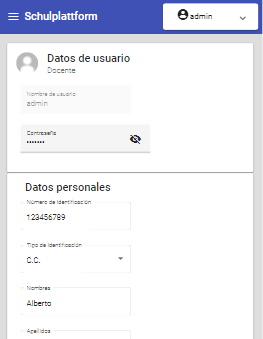 Schulplattform
admin
Datos de usuario
Docente
Nombre de usuario
admin
Contraseña
•••••••
Datos personales
Número de Identificación
123456789
Tipo de Identificación
C.C.
Nombres
Alberto
Apellidos